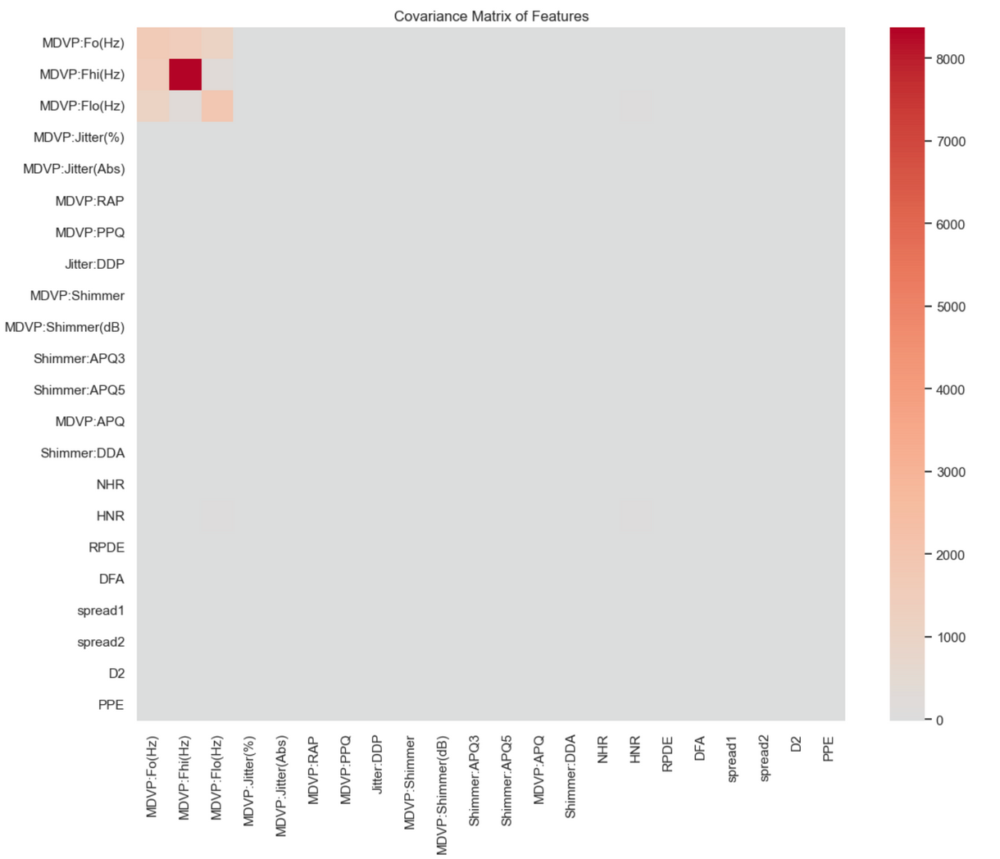 Covariance Matrix of Features
MDVP:Fo(Hz)
MDVP:Fhi(Hz)
MDVP:Flo(Hz)
MDVP:Jitter(%)
MDVP:Jitter(Abs)
MDVP:RAP
MDVP:PPQ
Jitter:DDP
MDVP:Shimmer
MDVP:Shimmer(dB)
Shimmer:APQ3
Shimmer:APQ5
MDVP:APQ
Shimmer:DDA
NHR
HNR
RPDE
DFA
spread1
spread2
D2
PPE
MDVP:Fo(Hz)
MDVP:Fhi(Hz)
MDVP:Flo(Hz)
MDVP:Jitter(%)
MDVP:Jitter(Abs)
MDVP:RAP
MDVP:PPQ
Jitter:DDP
MDVP:Shimmer
MDVP:Shimmer(dB)
Shimmer:APQ3
Shimmer:APQ5
MDVP:APQ
Shimmer:DDA
NHR
HNR
RPDE
DFA
spread1
spread2
D2
PPE
8000
7000
6000
5000
4000
3000
2000
1000
0